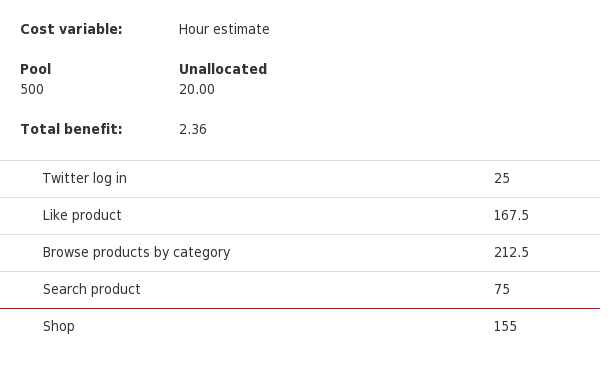 Cost variable: Hour estimate
Pool Unallocated
500 20.00
Total benefit: 2.36
Twitter log in 25
Like product 167.5
Browse products by category 212.5
Search product 75
Shop 155